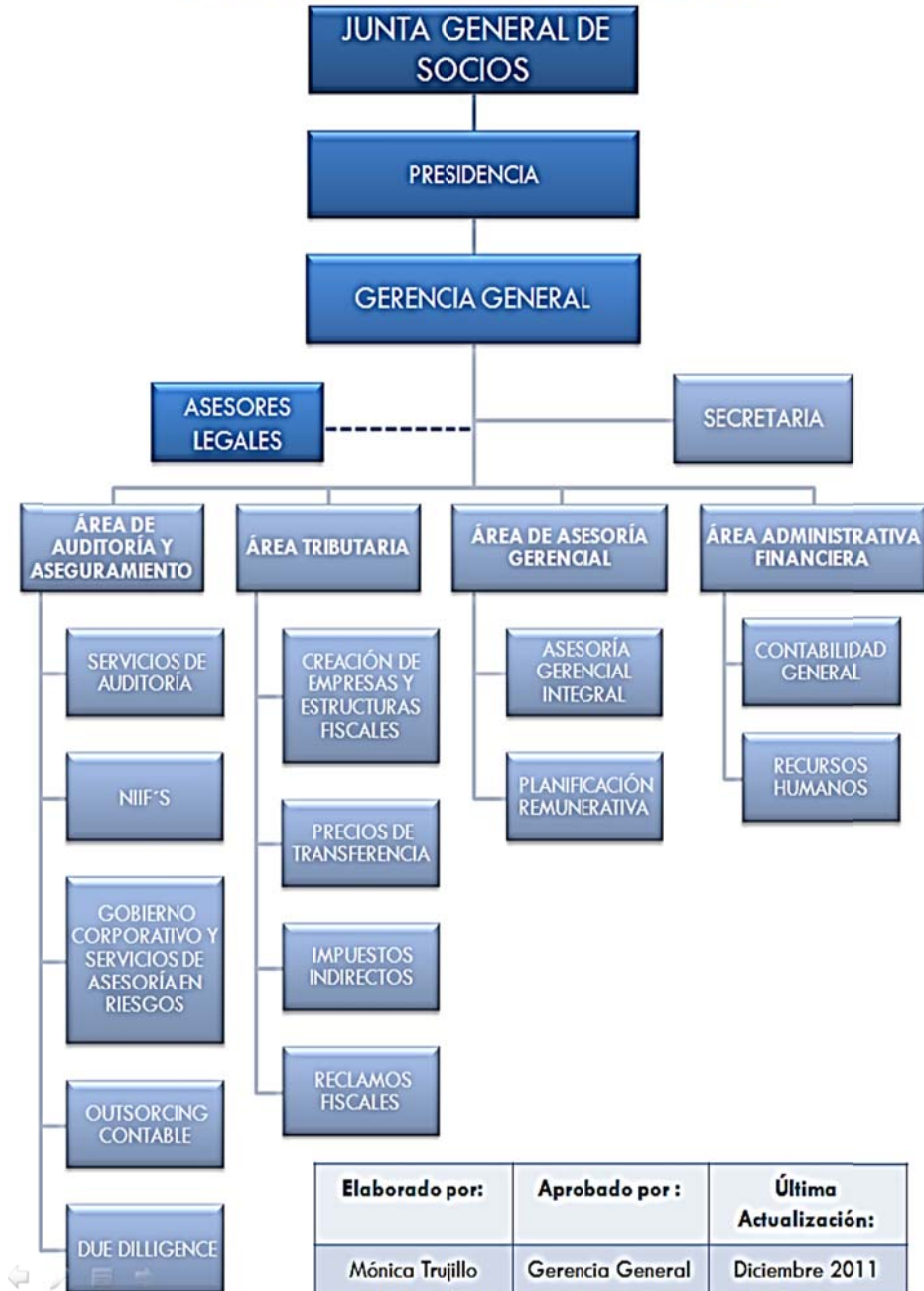 JUNTA GENERAL DE
SOCIOS
PRESIDENCIA
GERENCIA GENERAL
ASESORES
LEGALES
SECRETARIA
ÁREA DE
AUDITORÍA Y
ASEGURAMIENTO
SERVICIOS DE
AUDITORÍA
NIIF´S
GOBIERNO
CORPORATIVO Y
SERVICIOS DE
ASESORÍA EN
RIESGOS
OUTSORCING
CONTABLE
DUE DILLIGENCE
ÁREA TRIBUTARIA
CREACIÓN DE
EMPRESAS Y
ESTRUCTURAS
FISCALES
PRECIOS DE
TRANSFERENCIA
IMPUESTOS
INDIRECTOS
RECLAMOS
FISCALES
ÁREA DE ASESORÍA
GERENCIAL
ASESORÍA
GERENCIAL
INTEGRAL
PLANIFICACIÓN
REMUNERATIVA
ÁREA ADMINISTRATIVA
FINANCIERA
CONTABILIDAD
GENERAL
RECURSOS
HUMANOS
Elaborado por:
Aprobado por :
Última
Actualización:
Mónica Trujillo
Gerencia General
Diciembre 2011